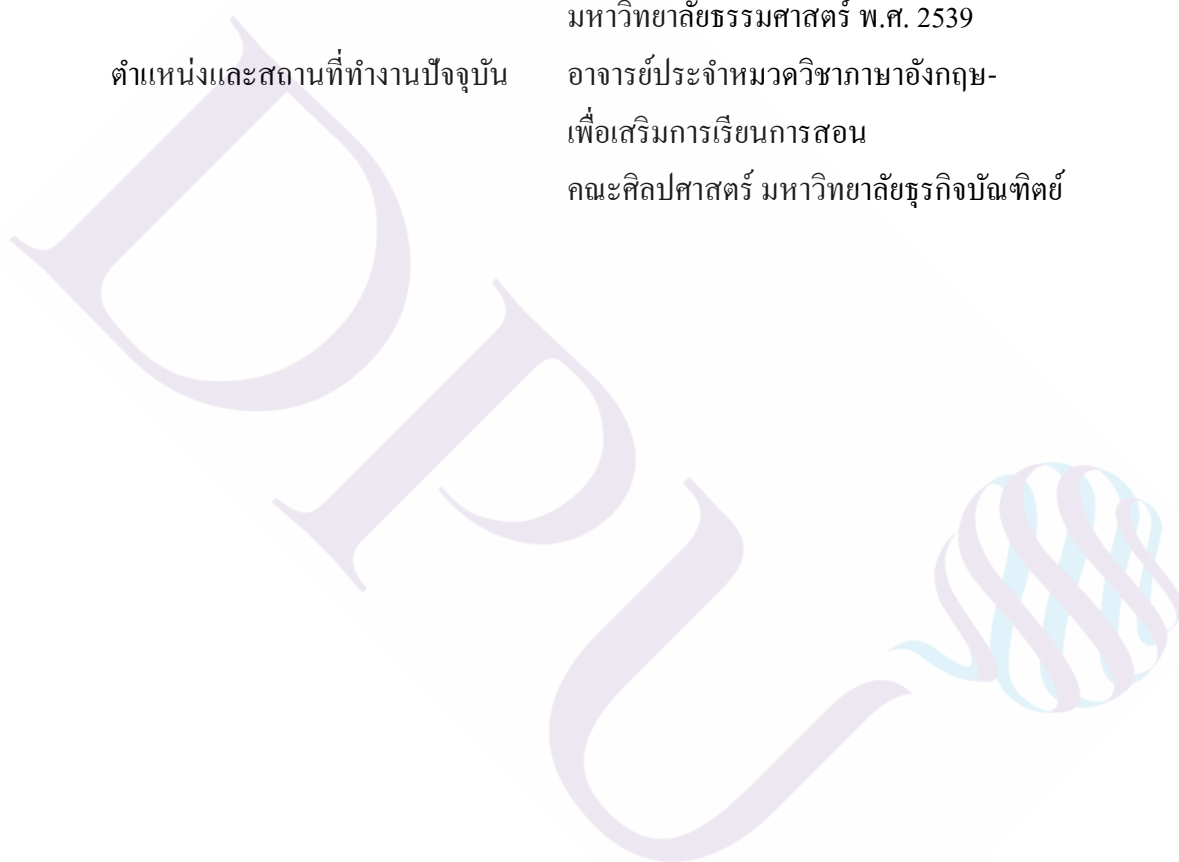 มหาวิทยาลัยธรรมศาสตร์ พ.ศ. 2539
ตำแหน่งและสถานที่ทำงานปัจจุบัน อาจารย์ประจำหมวดวิชาภาษาอังกฤษ-
เพื่อเสริมการเรียนการสอน
คณะศิลปศาสตร์ มหาวิทยาลัยธุรกิจบัณฑิตย์
DPU